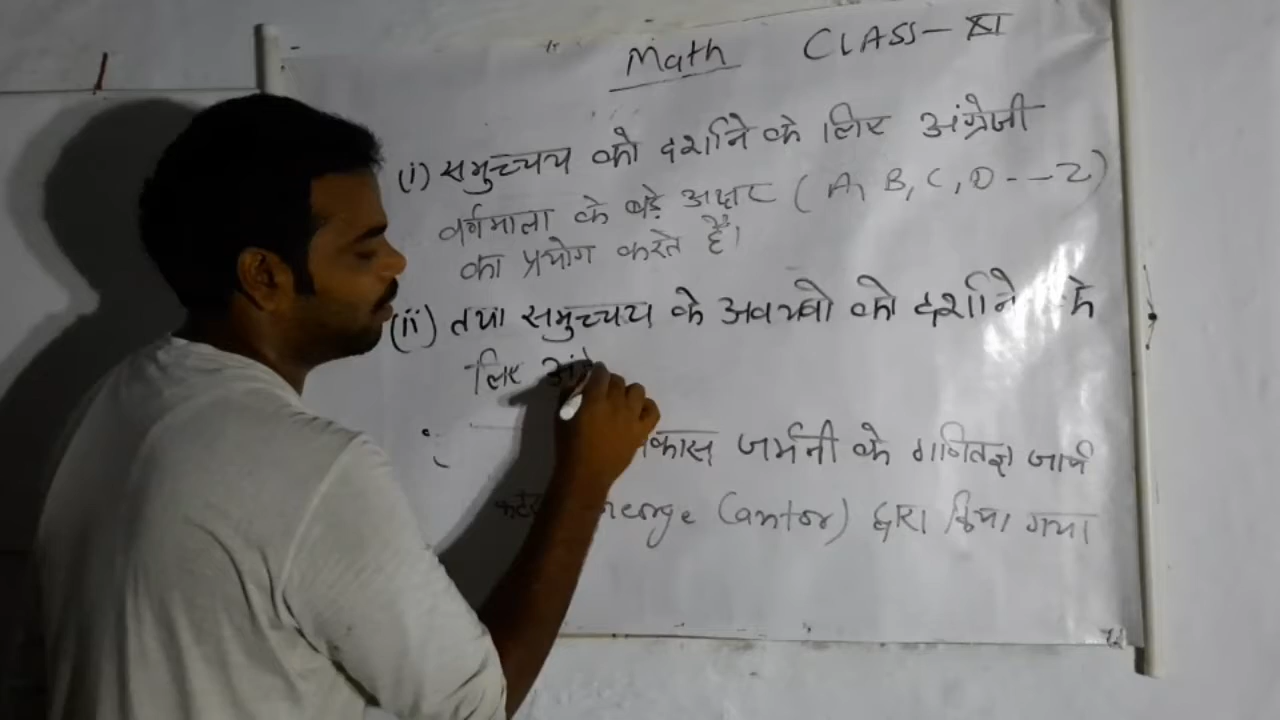 Math CLASS-XI
(i) समुच्चय को दर्शाने के लिए अंग्रेजी
वर्णमाला के बड़े अक्षर (A, B, C, D --- Z)
का प्रयोग करते हैं।
(ii) तथा समुच्चय के अवयवो को दर्शाने के
लिए
जर्मनी के गणितज्ञ जार्ज
(antor) द्वारा किया गया